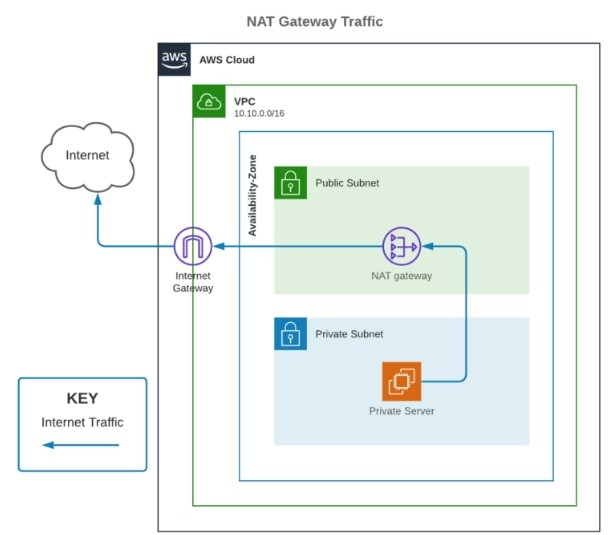 NAT Gateway Traffic
aws
AWS Cloud
VPC
10.10.0.0/16
Internet
Availability-Zone
Public Subnet
Internet
Gateway
NAT gateway
Private Subnet
Private Server
KEY
Internet Traffic